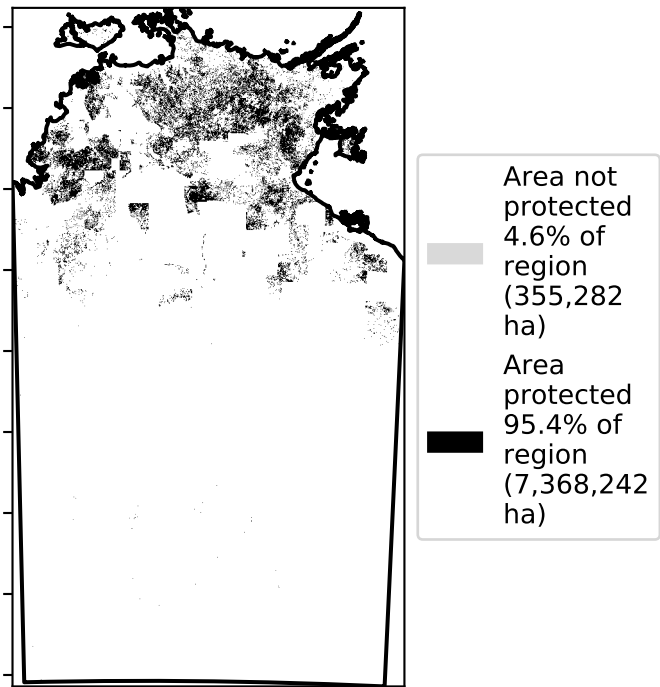 Area not
protected
4.6% of
region
(355,282
ha)
Area
protected
95.4% of
region
(7,368,242
ha)